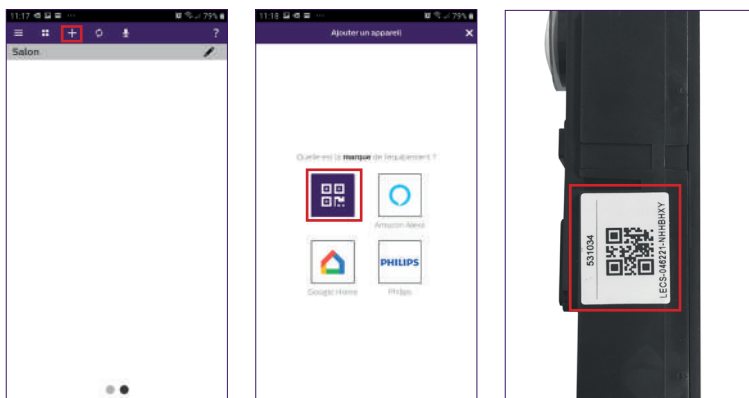 11:17
79%
?
Salon
11:18
79%
Ajouter un appareil
Quelle est la marque de l'équipement ?
Amazon Alexa
PHILIPS
Google Home
Philips
531034
LECS-046221-NHHBHXY